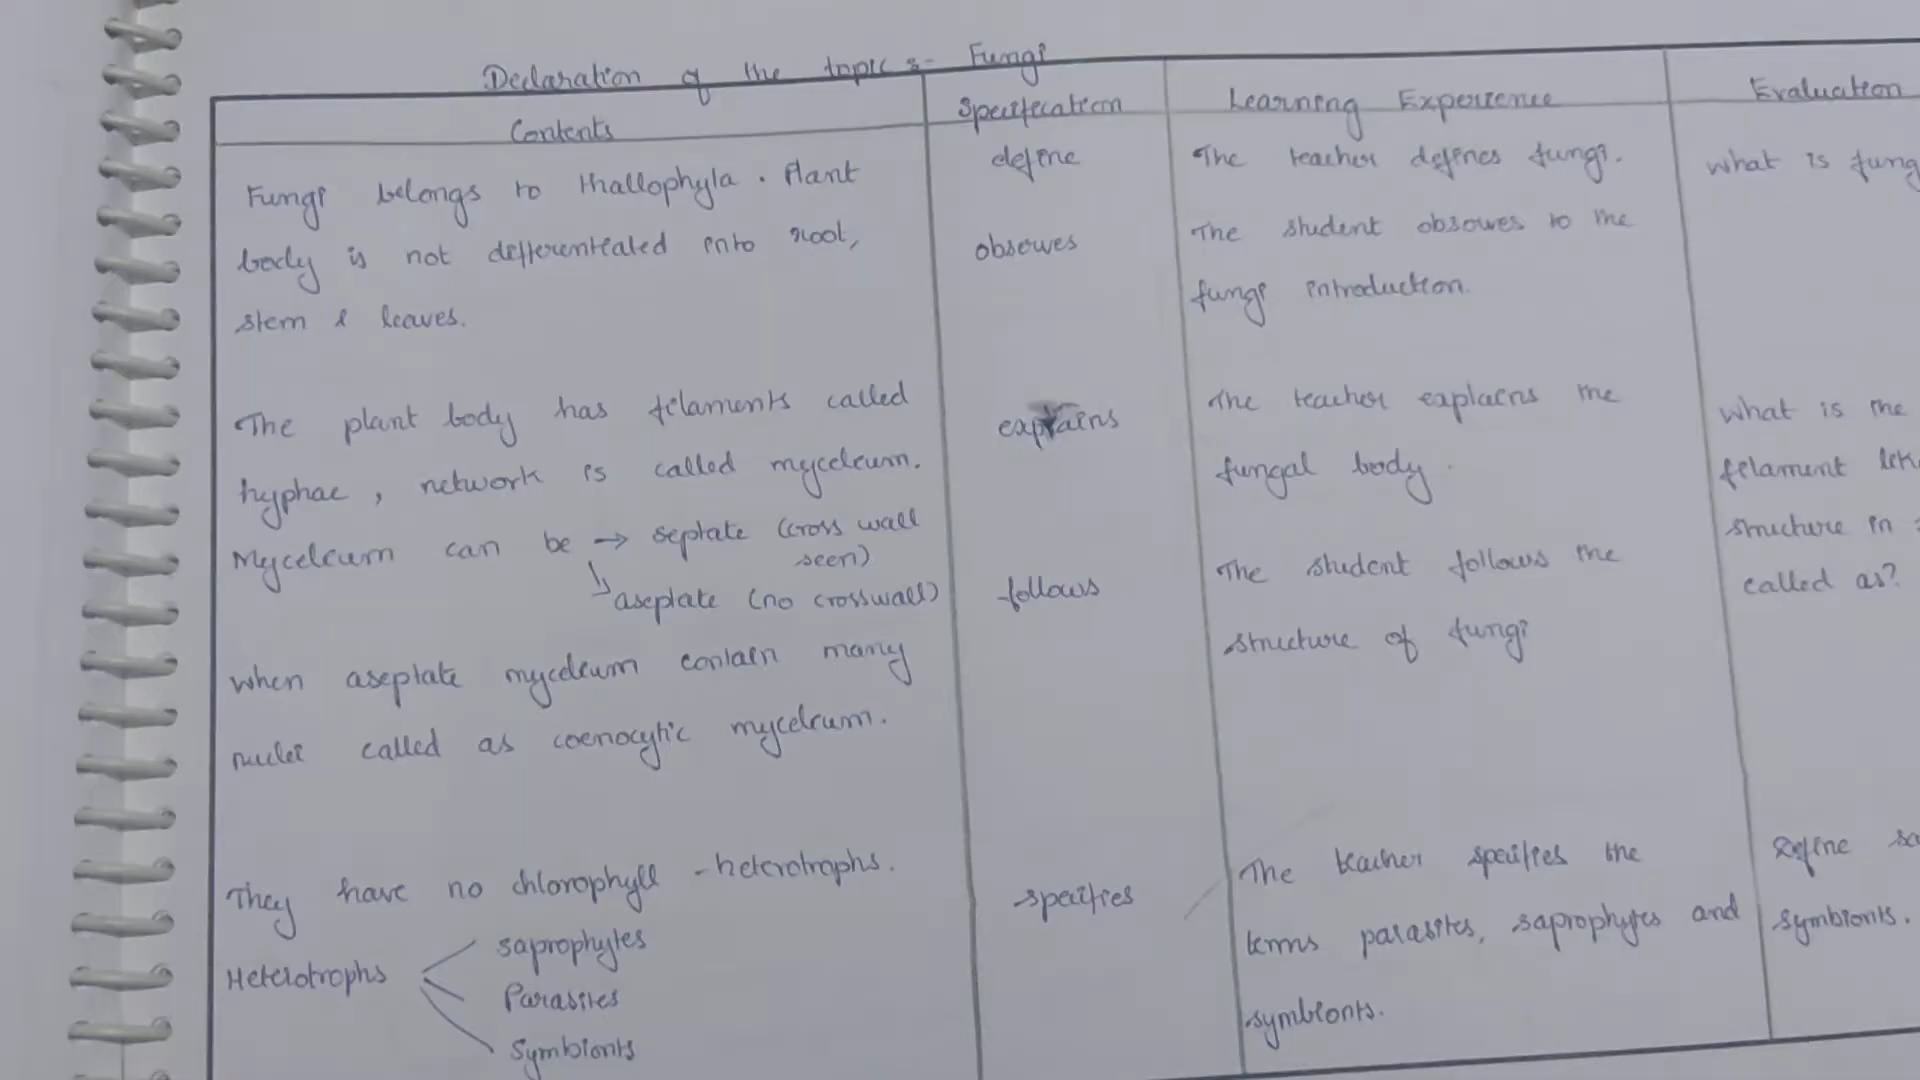 Declaration of the topic :- Fungi
Contents
Specification
Learning Experience
Evaluation
Fungi belongs to thallophyla. Plant
body is not differentiated into root,
stem & leaves.
define
observes
The teacher defines fungi.
The student observes to the
fungi introduction.
what is
The plant body has filaments called
hyphae, network is called mycelium.
Mycelium can be → septate (cross wall
seen)
↳ aseptate (no crosswall)
when aseptate mycelium contain many
nuclei called as coenocytic mycelium.
explains
follows
The teacher explains the
fungal body.
The student follows the
structure of fungi
what is the
filament
structure in
called as?
They have no chlorophyll - heterotrophs.
Heterotrophs
saprophytes
Parasites
Symbionts
specifies
The teacher specifies the
terms parasites, saprophytes and
symbionts.
Define
symbionts.